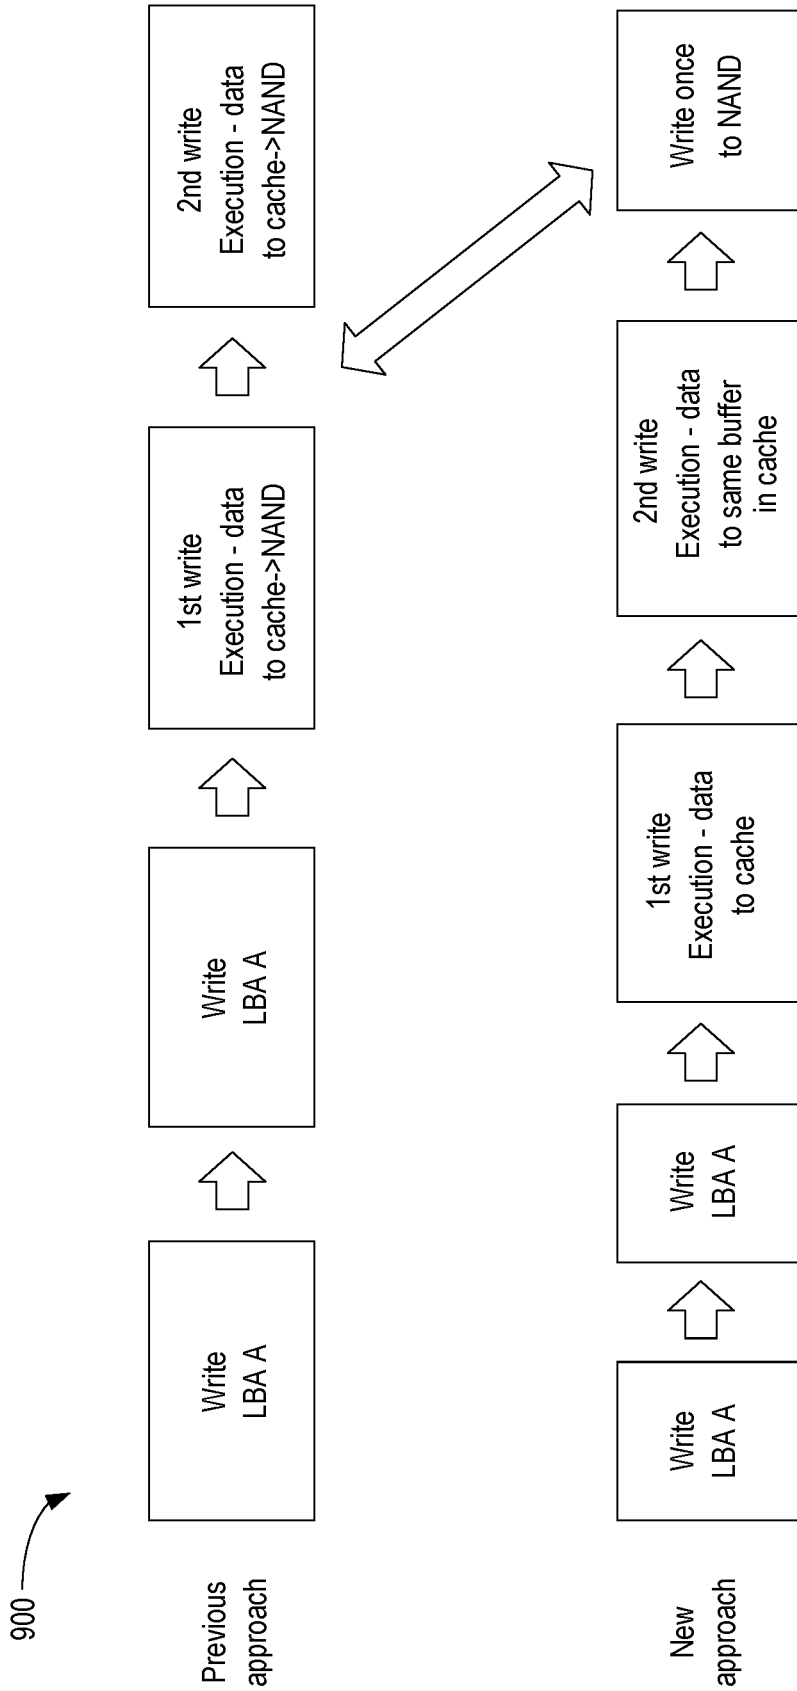 900
Previous
approach
Write
LBA A
Write
LBA A
1st write
Execution - data
to cache->NAND
2nd write
Execution - data
to cache->NAND
New
approach
Write
LBA A
Write
LBA A
1st write
Execution - data
to cache
2nd write
Execution - data
to same buffer
in cache
Write once
to NAND